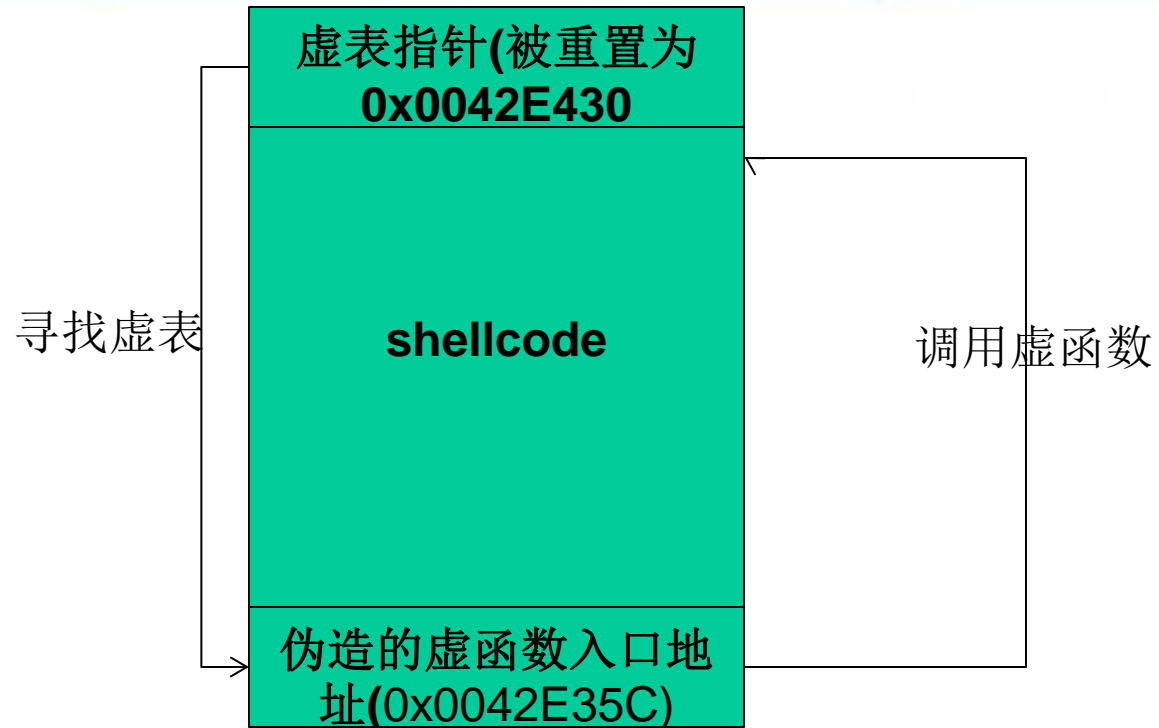 虚表指针(被重置为
0x0042E430
寻找虚表
shellcode
调用虚函数
伪造的虚函数入口地
址(0x0042E35C)